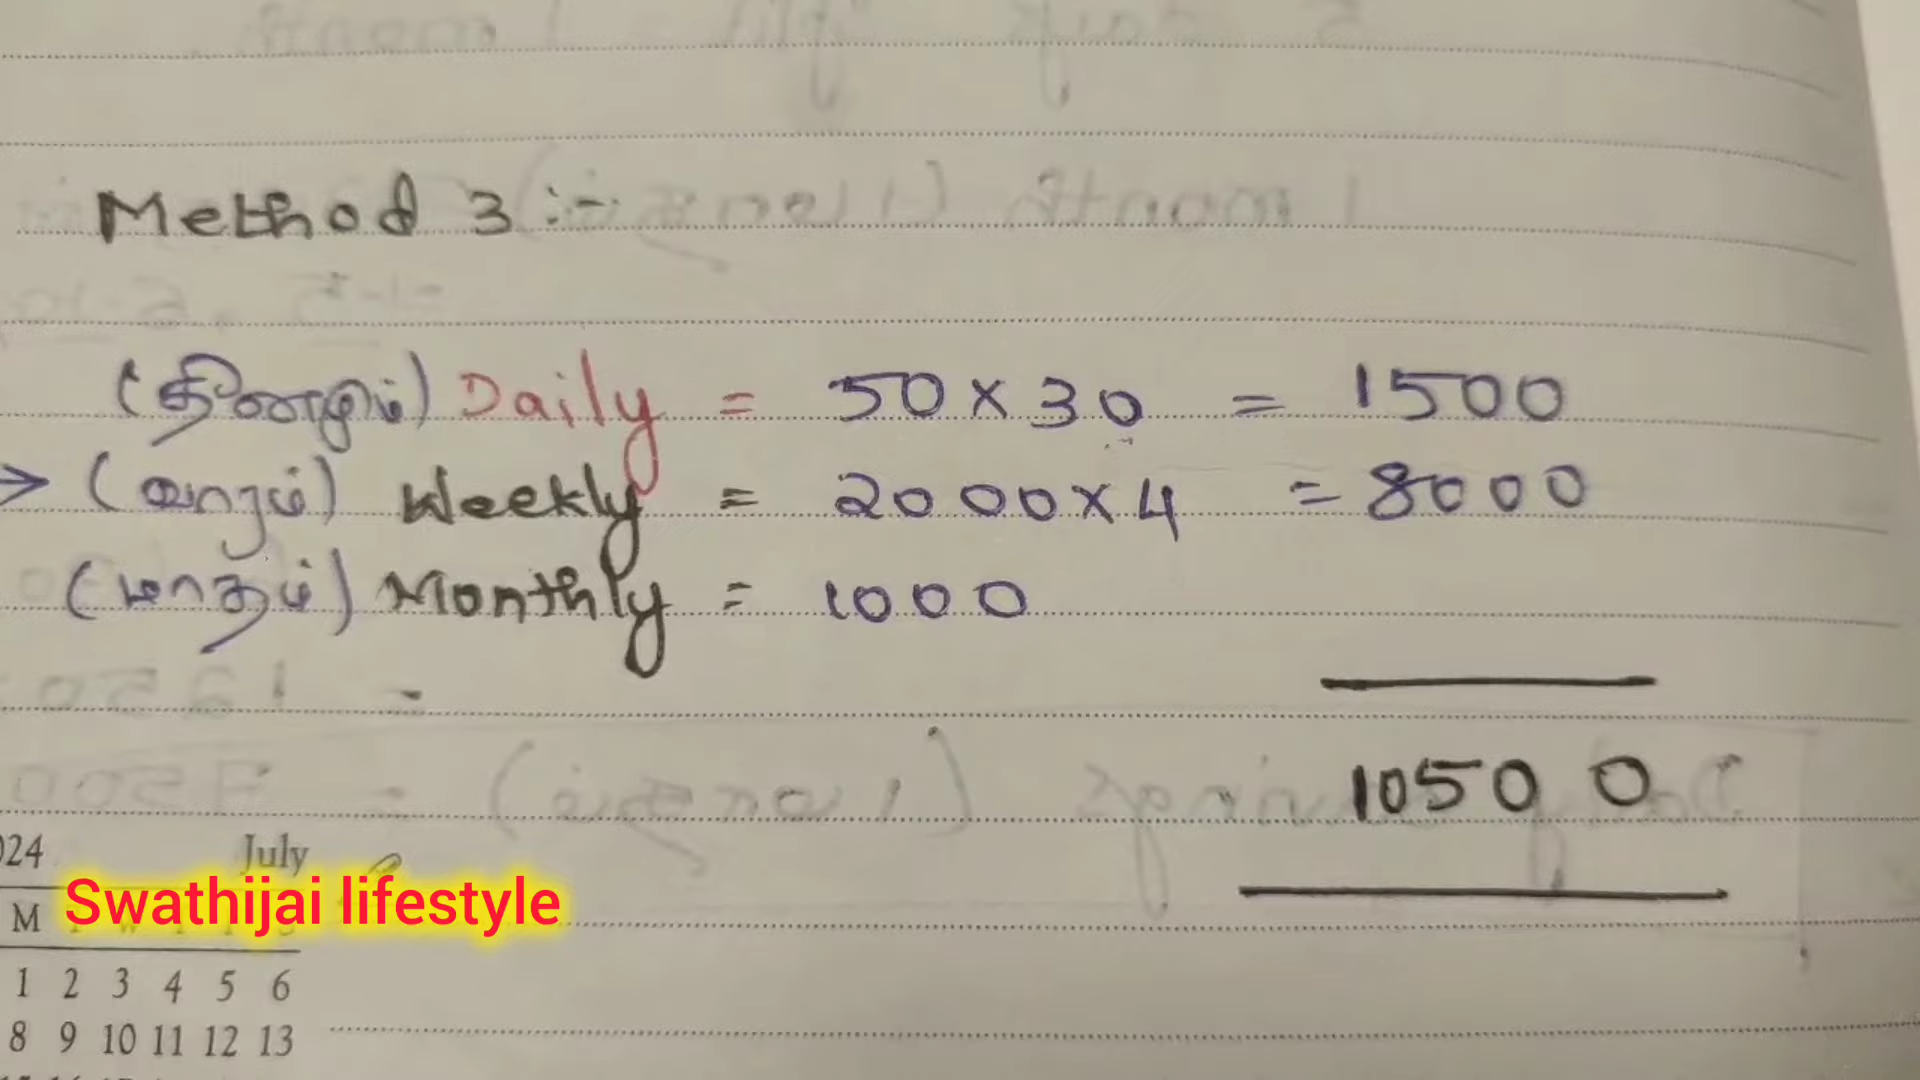 Method 3 :-
(தினமும்) Daily = 50 x 30 = 1500
→ (வாரம்) Weekly = 2000 x 4 = 8000
(மாதம்) Monthly = 1000
10500
024 July
Swathijai lifestyle
M
1 2 3 4 5 6
8 9 10 11 12 13